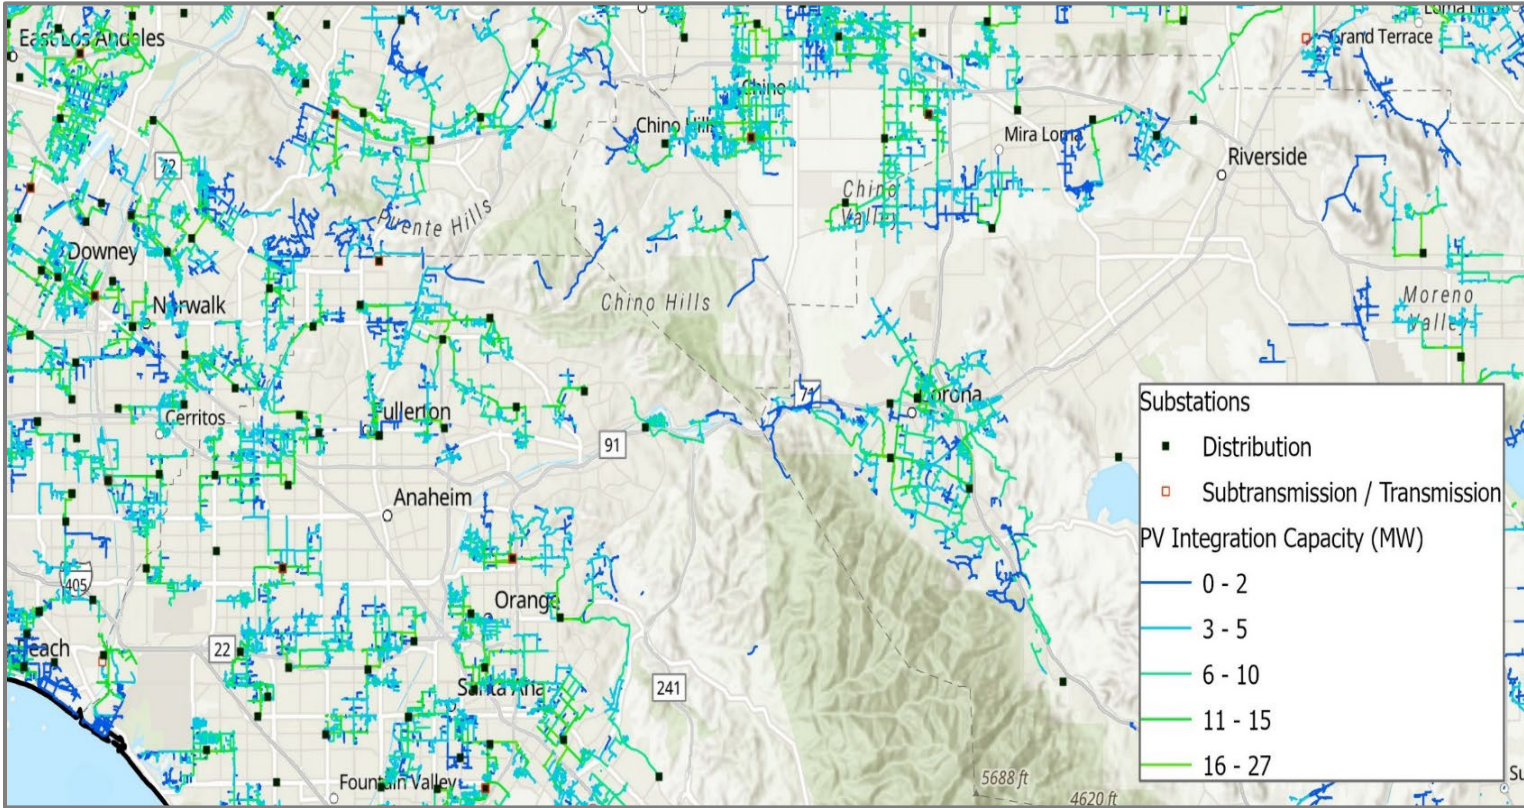 East Los Angeles
Grand Terrace
Chino
Chino Hills
Mira Loma
72
Riverside
Chino
Valley
Puente Hills
Downey
Chino Hills
Moreno
Valley
Norwalk
71
Corona
Cerritos
Fullerton
91
Anaheim
405
Orange
22
Beach
241
Santa Ana
5688 ft
Fountain Valley
4620 ft
Substations
Distribution
Subtransmission / Transmission
PV Integration Capacity (MW)
0 - 2
3 - 5
6 - 10
11 - 15
16 - 27